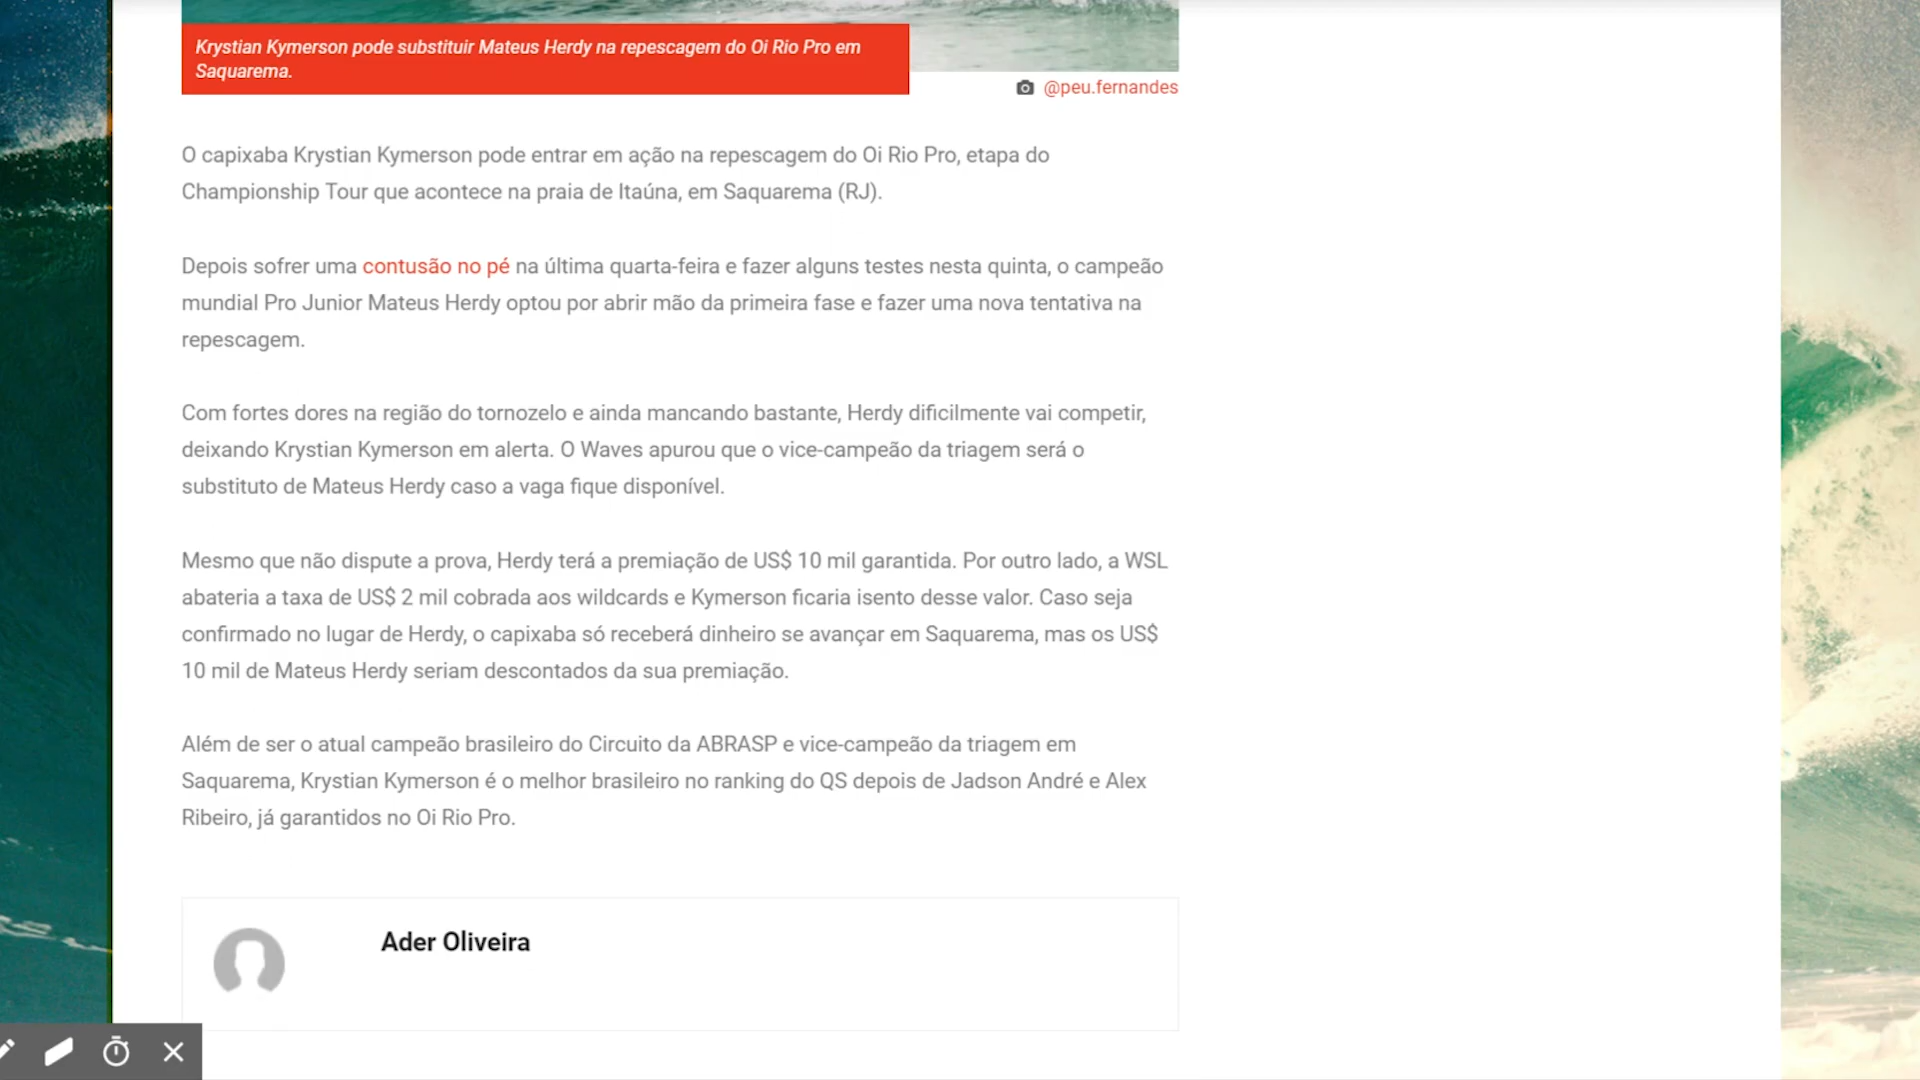 Krystian Kymerson pode substituir Mateus Herdy na repescagem do Oi Rio Pro em
Saquarema.
@peu.fernandes
O capixaba Krystian Kymerson pode entrar em ação na repescagem do Oi Rio Pro, etapa do
Championship Tour que acontece na praia de Itaúna, em Saquarema (RJ).
Depois sofrer uma contusão no pé na última quarta-feira e fazer alguns testes nesta quinta, o campeão
mundial Pro Junior Mateus Herdy optou por abrir mão da primeira fase e fazer uma nova tentativa na
repescagem.
Com fortes dores na região do tornozelo e ainda mancando bastante, Herdy dificilmente vai competir,
deixando Krystian Kymerson em alerta. O Waves apurou que o vice-campeão da triagem será o
substituto de Mateus Herdy caso a vaga fique disponível.
Mesmo que não dispute a prova, Herdy terá a premiação de US$ 10 mil garantida. Por outro lado, a WSL
abateria a taxa de US$ 2 mil cobrada aos wildcards e Kymerson ficaria isento desse valor. Caso seja
confirmado no lugar de Herdy, o capixaba só receberá dinheiro se avançar em Saquarema, mas os US$
10 mil de Mateus Herdy seriam descontados da sua premiação.
Além de ser o atual campeão brasileiro do Circuito da ABRASP e vice-campeão da triagem em
Saquarema, Krystian Kymerson é o melhor brasileiro no ranking do QS depois de Jadson André e Alex
Ribeiro, já garantidos no Oi Rio Pro.
Ader Oliveira